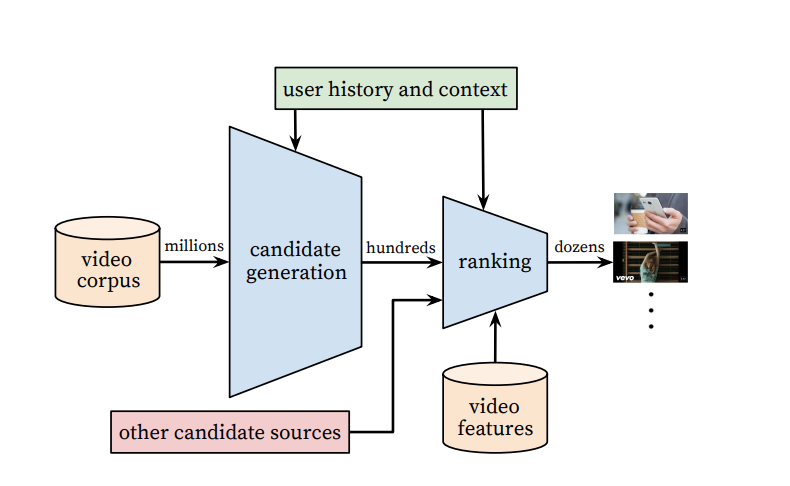 user history and context
millions
video
corpus
candidate
generation
hundreds
ranking
dozens
vevo
other candidate sources
video
features